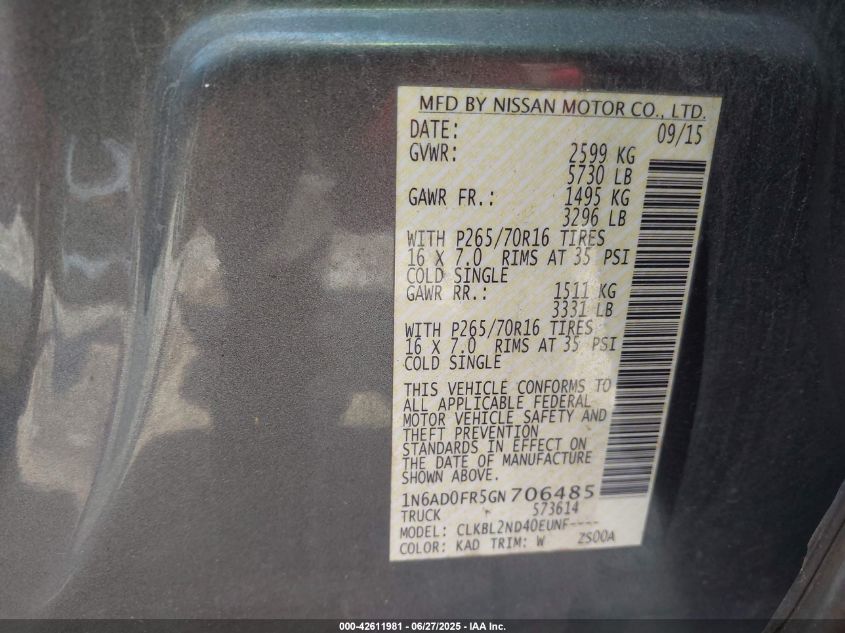 MFD BY NISSAN MOTOR CO., LTD.
DATE: 09/15
GVWR: 2599 KG
5730 LB
GAWR FR.: 1495 KG
3296 LB
WITH P265/70R16 TIRES
16 X 7.0 RIMS AT 35 PSI
COLD SINGLE
GAWR RR.: 1511 KG
3331 LB
WITH P265/70R16 TIRES
16 X 7.0 RIMS AT 35 PSI
COLD SINGLE
THIS VEHICLE CONFORMS TO
ALL APPLICABLE FEDERAL
MOTOR VEHICLE SAFETY AND
THEFT PREVENTION
STANDARDS IN EFFECT ON
THE DATE OF MANUFACTURE
SHOWN ABOVE.
1N6AD0FR5GN706485
TRUCK 573614
MODEL: CLKBL2ND40EUNF----
COLOR: KAD TRIM: W ZS00A
000-42611981 - 06/27/2025 - IAA Inc.